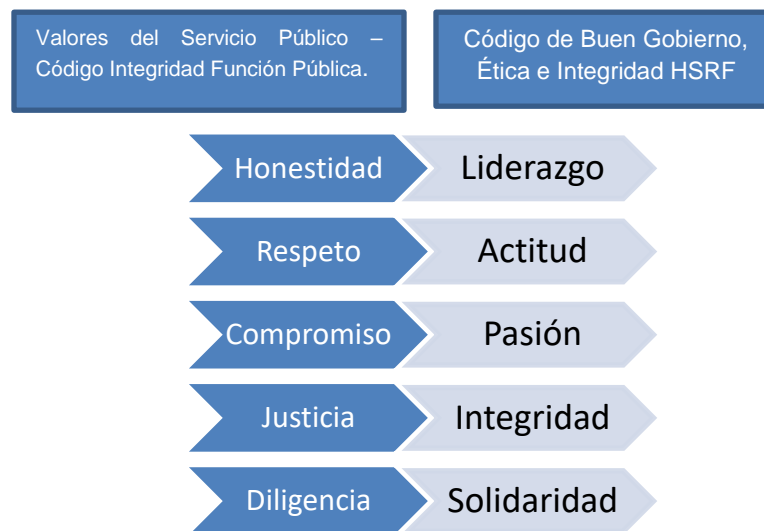 Valores del Servicio Público –
Código Integridad Función Pública.
Código de Buen Gobierno,
Ética e Integridad HSRF
Honestidad
Liderazgo
Respeto
Actitud
Compromiso
Pasión
Justicia
Integridad
Diligencia
Solidaridad